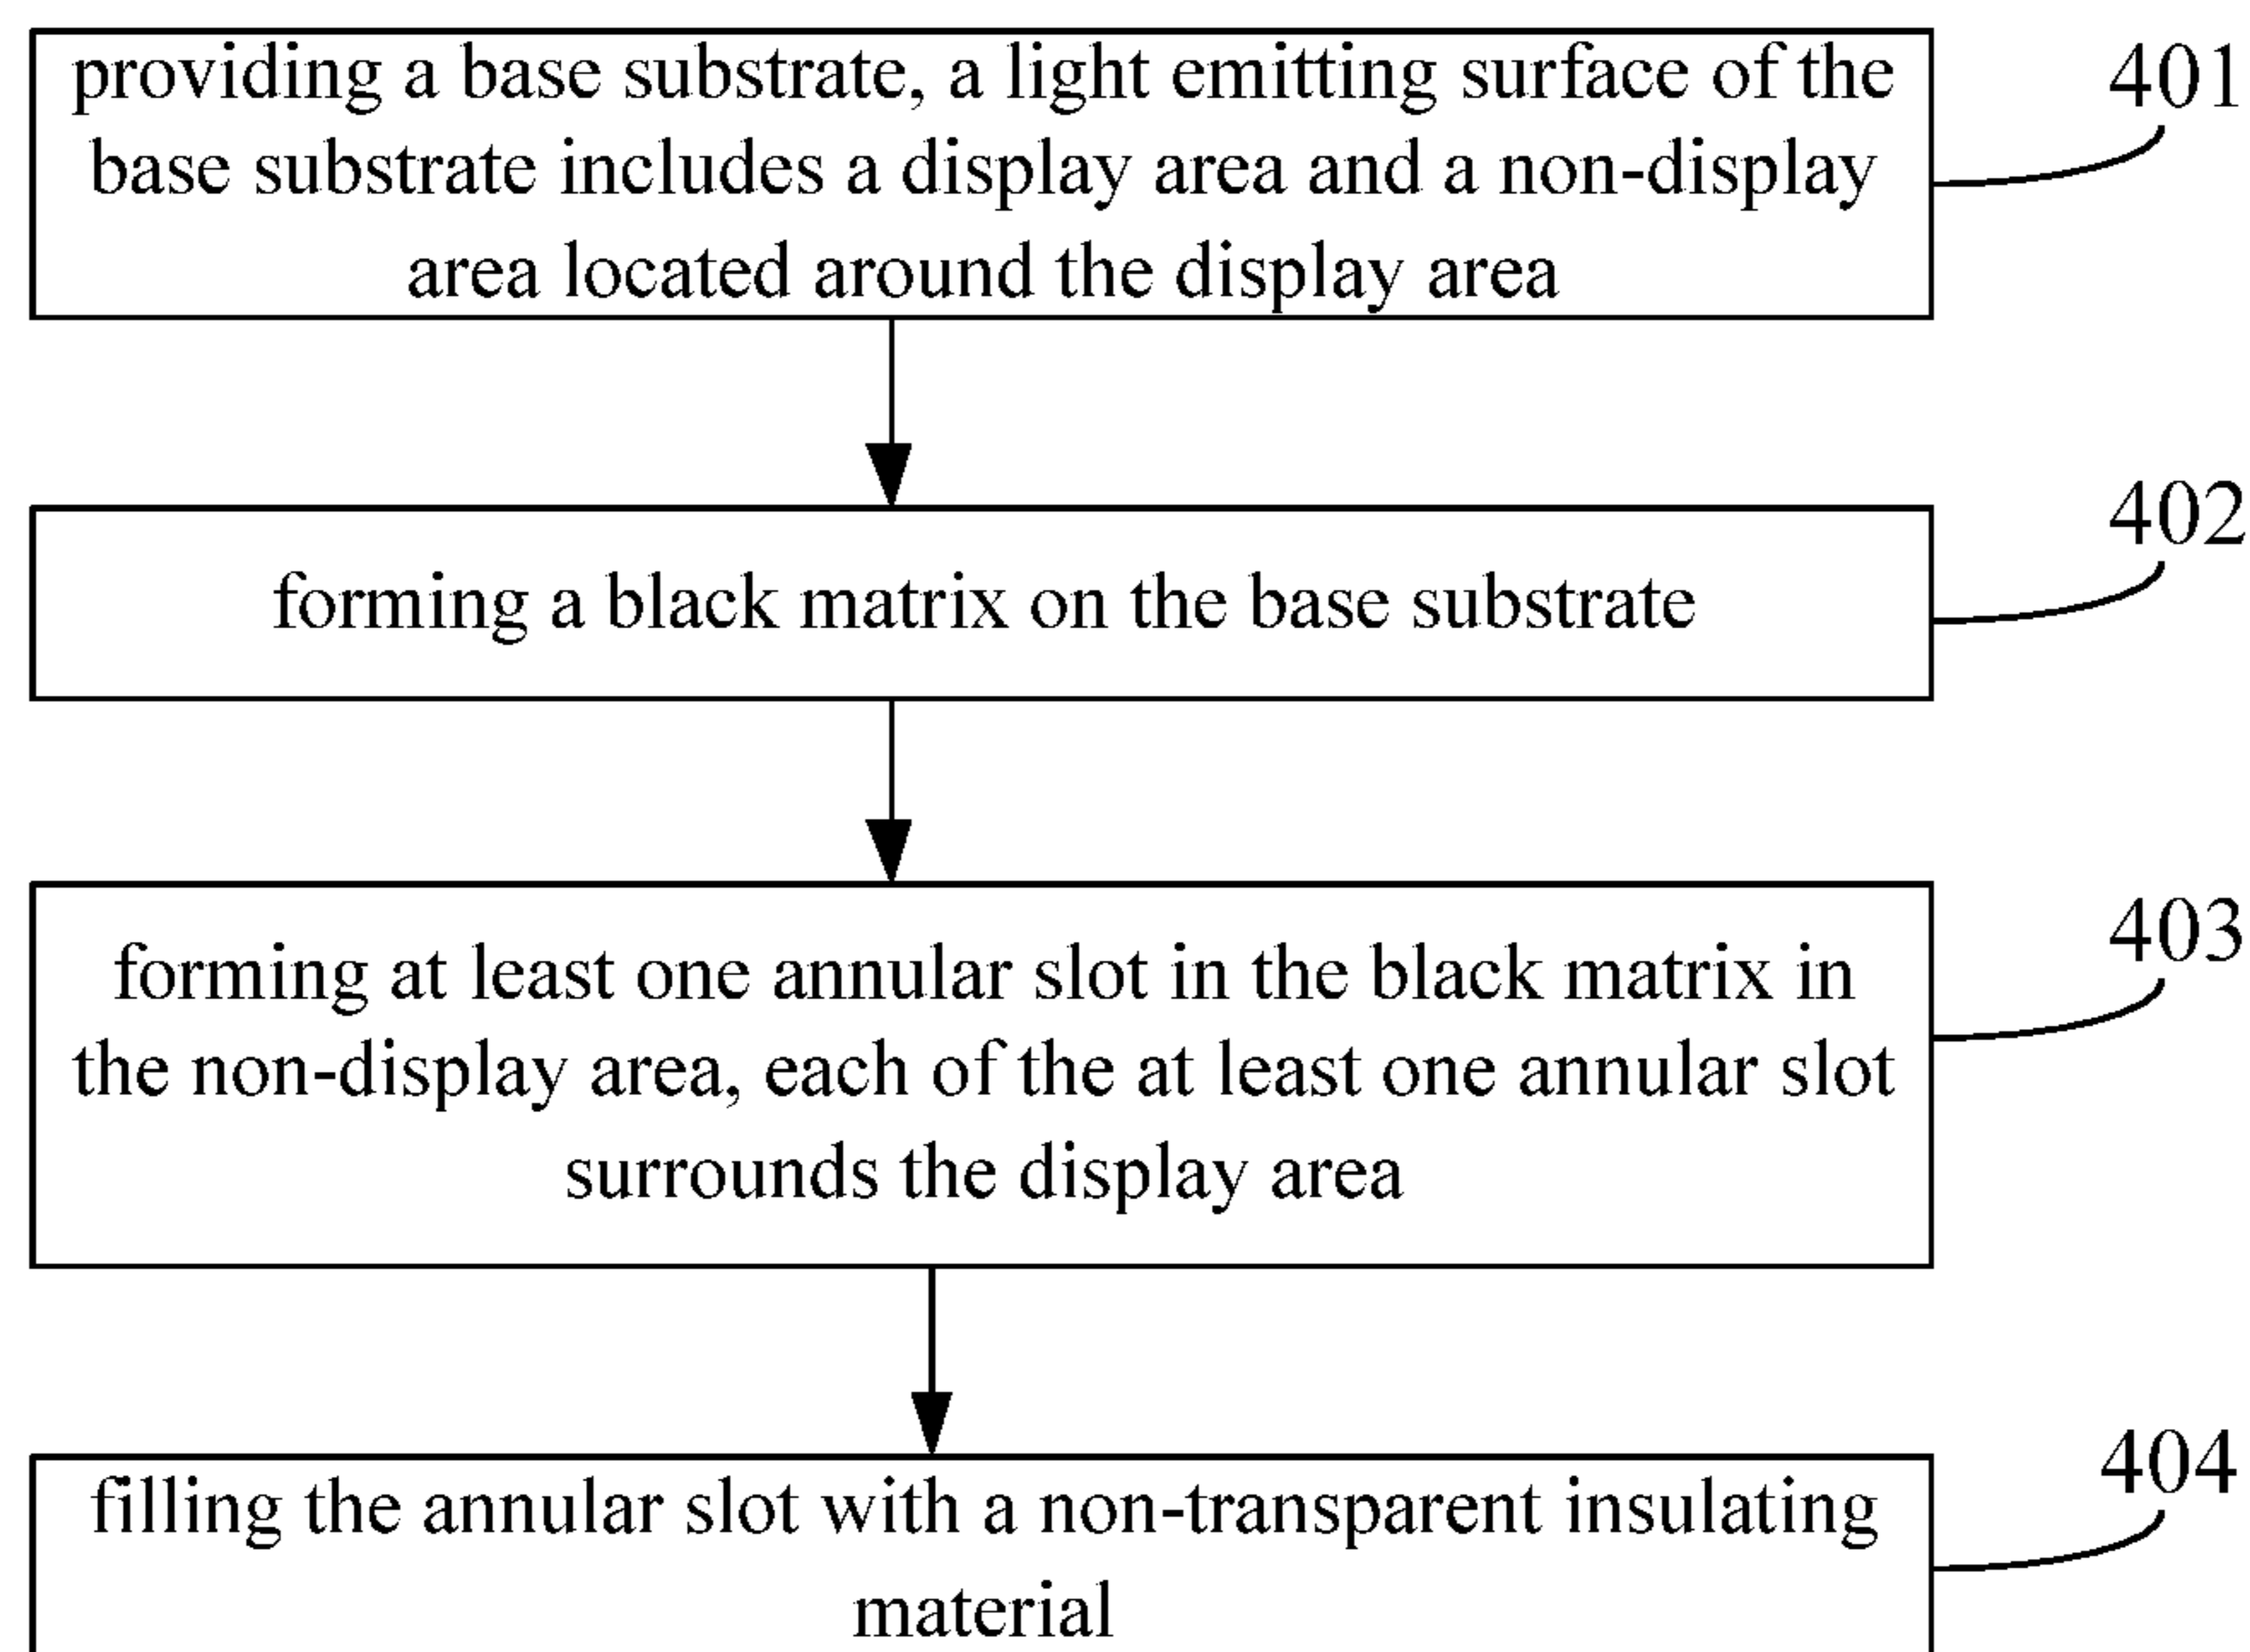 providing a base substrate, a light emitting surface of the
base substrate includes a display area and a non-display
area located around the display area
401
forming a black matrix on the base substrate
402
forming at least one annular slot in the black matrix in
the non-display area, each of the at least one annular slot
surrounds the display area
403
filling the annular slot with a non-transparent insulating
material
404